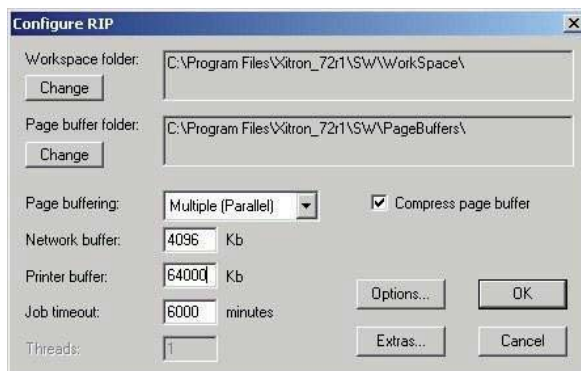 Configure RIP
Workspace folder: C:\Program Files\Xitron_72r1\SW\WorkSpace\
Change
Page buffer folder: C:\Program Files\Xitron_72r1\SW\PageBuffers\
Change
Page buffering: Multiple (Parallel) Compress page buffer
Network buffer: 4096 Kb
Printer buffer: 64000 Kb
Options... OK
Job timeout: 6000 minutes
Threads: 1
Extras... Cancel